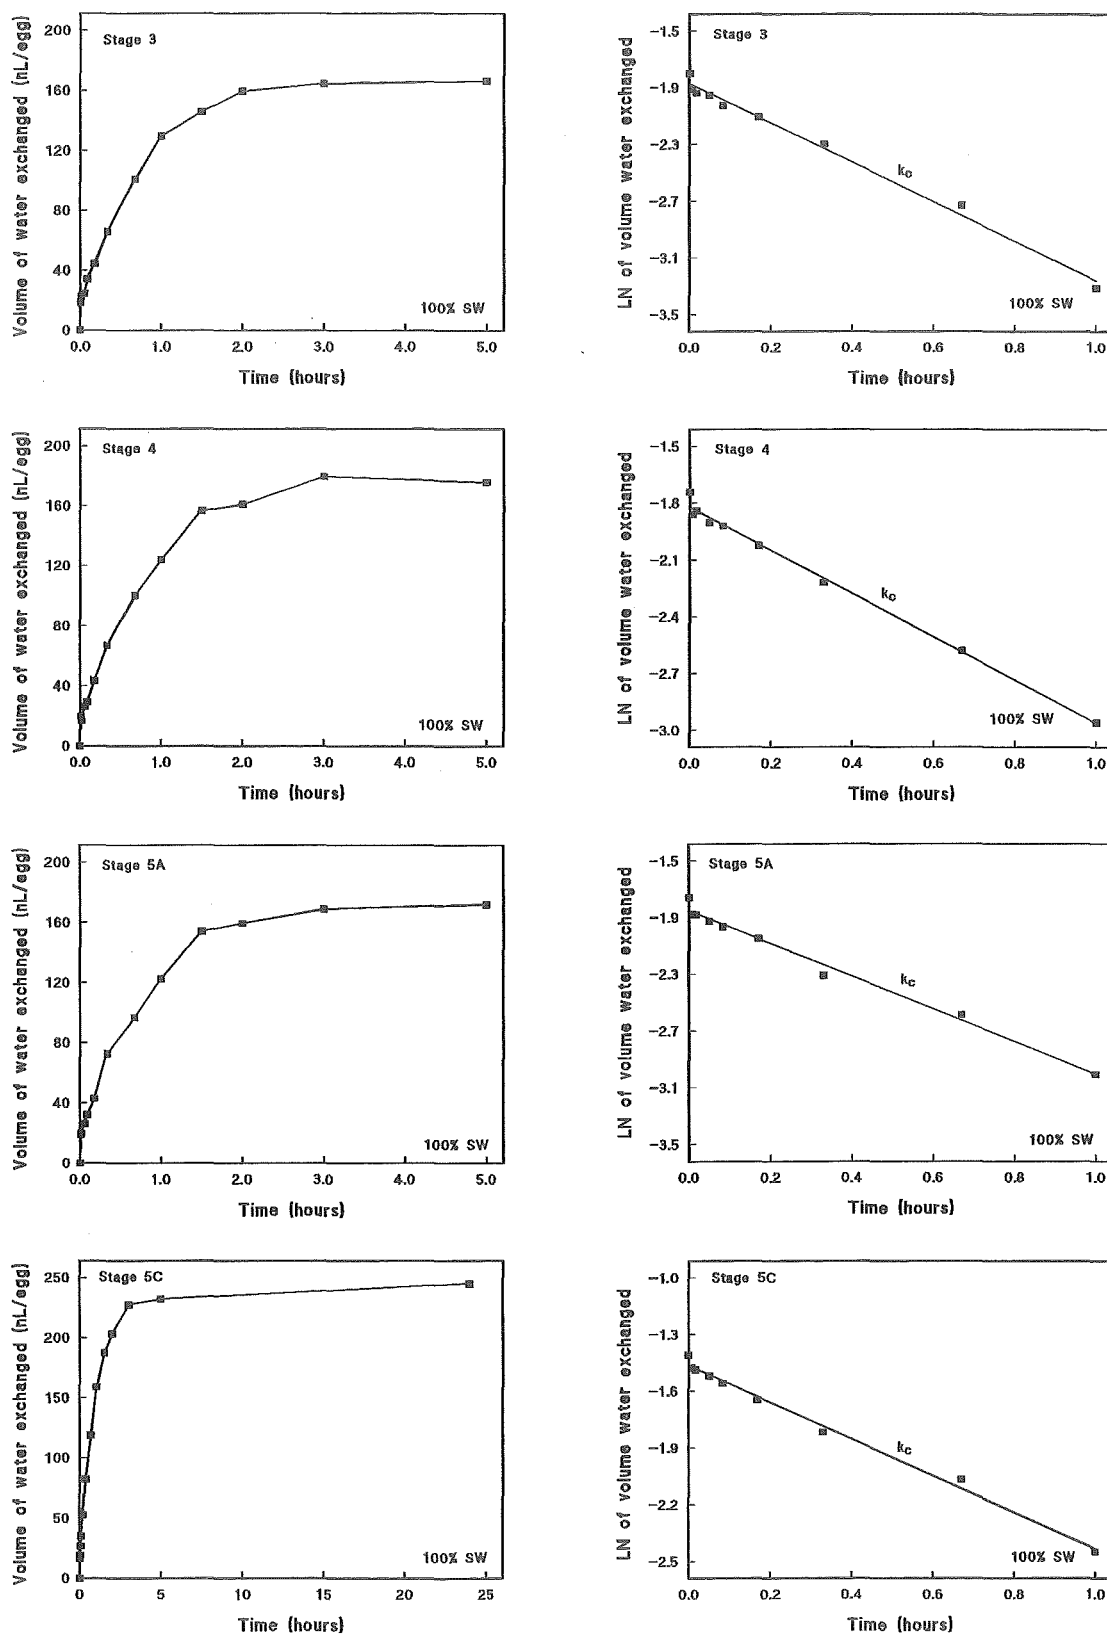 Volume of water exchanged (nL/egg)
200
160
120
80
40
0
Stage 3
100% SW
0.0 1.0 2.0 3.0 4.0 5.0
Time (hours)
LN of volume water exchanged
−1.5
−1.9
−2.3
−2.7
−3.1
−3.5
Stage 3
kc
100% SW
0.0 0.2 0.4 0.6 0.8 1.0
Time (hours)
Volume of water exchanged (nL/egg)
200
160
120
80
40
0
Stage 4
100% SW
0.0 1.0 2.0 3.0 4.0 5.0
Time (hours)
LN of volume water exchanged
−1.5
−1.8
−2.1
−2.4
−2.7
−3.0
Stage 4
kc
100% SW
0.0 0.2 0.4 0.6 0.8 1.0
Time (hours)
Volume of water exchanged (nL/egg)
200
160
120
80
40
0
Stage 5A
100% SW
0.0 1.0 2.0 3.0 4.0 5.0
Time (hours)
LN of volume water exchanged
−1.5
−1.9
−2.3
−2.7
−3.1
−3.5
Stage 5A
kc
100% SW
0.0 0.2 0.4 0.6 0.8 1.0
Time (hours)
Volume of water exchanged (nL/egg)
250
200
150
100
50
0
Stage 5C
100% SW
0 5 10 15 20 25
Time (hours)
LN of volume water exchanged
−1.0
−1.3
−1.6
−1.9
−2.2
−2.5
Stage 5C
kc
100% SW
0.0 0.2 0.4 0.6 0.8 1.0
Time (hours)